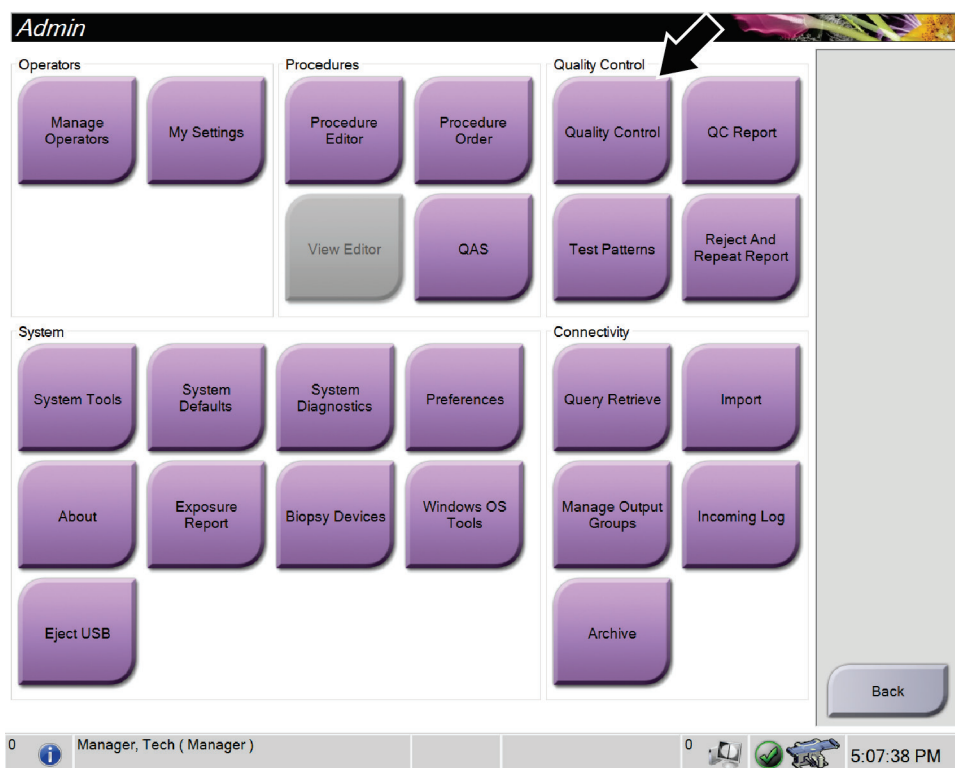 Admin
Operators
Procedures
Quality Control
Manage
Operators
My Settings
Procedure
Editor
Procedure
Order
Quality Control
QC Report
View Editor
QAS
Test Patterns
Reject And
Repeat Report
System
Connectivity
System Tools
System
Defaults
System
Diagnostics
Preferences
Query Retrieve
Import
About
Exposure
Report
Biopsy Devices
Windows OS
Tools
Manage Output
Groups
Incoming Log
Eject USB
Archive
Back
0
Manager, Tech ( Manager )
0
5:07:38 PM